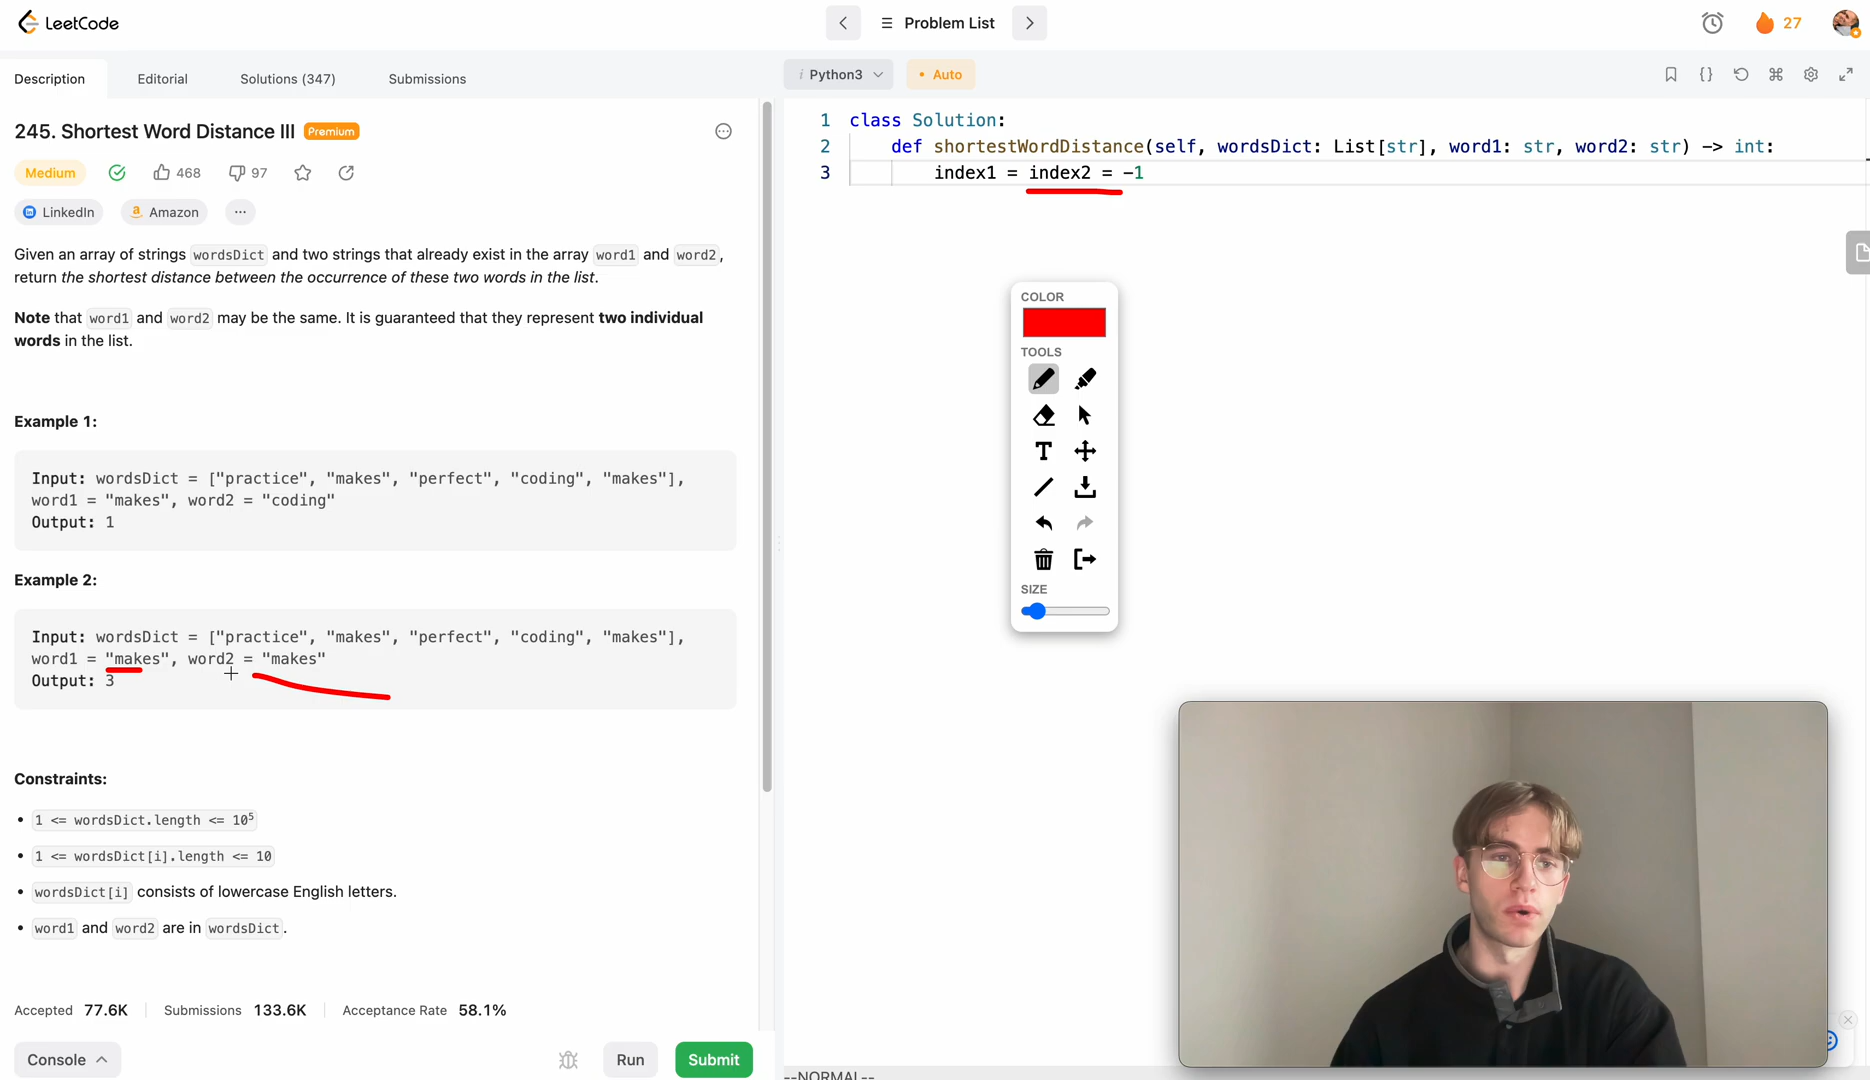 LeetCode
Problem List
27
Description
Editorial
Solutions (347)
Submissions
i Python3
• Auto
245. Shortest Word Distance III
Premium
Medium
468
97
LinkedIn
Amazon
...
Given an array of strings wordsDict and two strings that already exist in the array word1 and word2,
return the shortest distance between the occurrence of these two words in the list.
Note that word1 and word2 may be the same. It is guaranteed that they represent two individual
words in the list.
Example 1:
Input: wordsDict = ["practice", "makes", "perfect", "coding", "makes"],
word1 = "makes", word2 = "coding"
Output: 1
Example 2:
Input: wordsDict = ["practice", "makes", "perfect", "coding", "makes"],
word1 = "makes", word2 = "makes"
Output: 3
Constraints:
• 1 <= wordsDict.length <= 10⁵
• 1 <= wordsDict[i].length <= 10
• wordsDict[i] consists of lowercase English letters.
• word1 and word2 are in wordsDict.
Accepted 77.6K
Submissions 133.6K
Acceptance Rate 58.1%
Console
Run
Submit
1 class Solution:
2 def shortestWordDistance(self, wordsDict: List[str], word1: str, word2: str) -> int:
3 index1 = index2 = -1
COLOR
TOOLS
T
SIZE
--NORMAL--